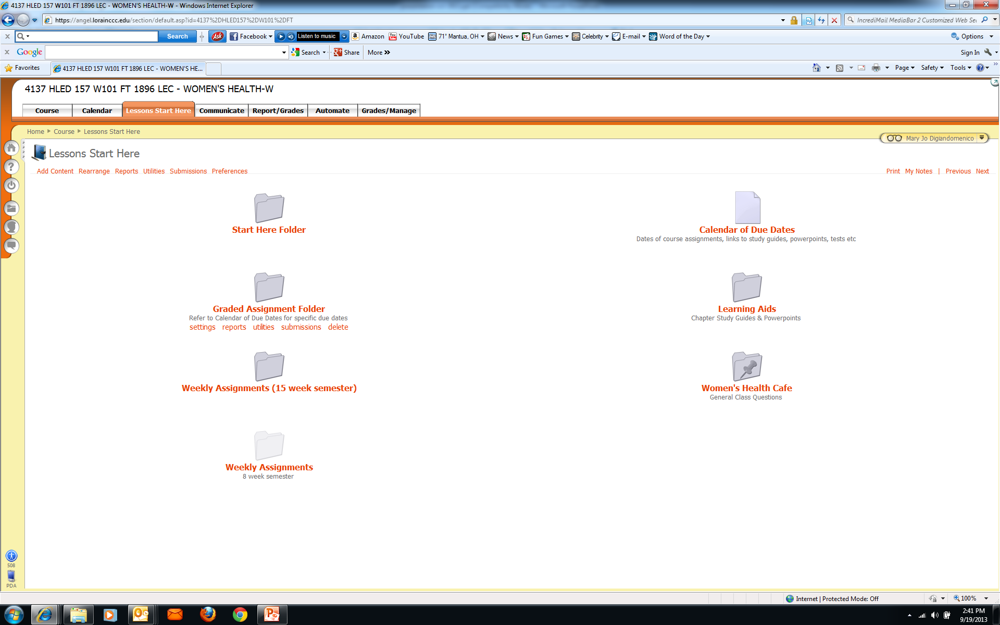 4137 HLED 157 W101 FT 1896 LEC - WOMEN'S HEALTH-W - Windows Internet Explorer
https://angel.lorainccc.edu/section/default.asp?id=4137%2DHLED157%2DW101%2DFT
IncrediMail MediaBar 2 Customized Web Se
Search Ask Facebook Listen to music Amazon You Tube YouTube 71° Mantua, OH News Fun Games Celebrity E-mail Word of the Day Options
Google Search Share More Sign In
Favorites 4137 HLED 157 W101 FT 1896 LEC - WOMEN'S HE... Page Safety Tools
4137 HLED 157 W101 FT 1896 LEC - WOMEN'S HEALTH-W
Course Calendar Lessons Start Here Communicate Report/Grades Automate Grades/Manage
Home Course Lessons Start Here
Mary Jo Digiandomenico
Lessons Start Here
Add Content Rearrange Reports Utilities Submissions Preferences Print My Notes | Previous Next
Start Here Folder
Calendar of Due Dates
Dates of course assignments, links to study guides, powerpoints, tests etc
Graded Assignment Folder
Refer to Calendar of Due Dates for specific due dates
settings reports utilities submissions delete
Learning Aids
Chapter Study Guides & Powerpoints
Weekly Assignments (15 week semester)
Women's Health Cafe
General Class Questions
Weekly Assignments
8 week semester
508
PDA
Internet | Protected Mode: Off 100%
2:41 PM
9/19/2013